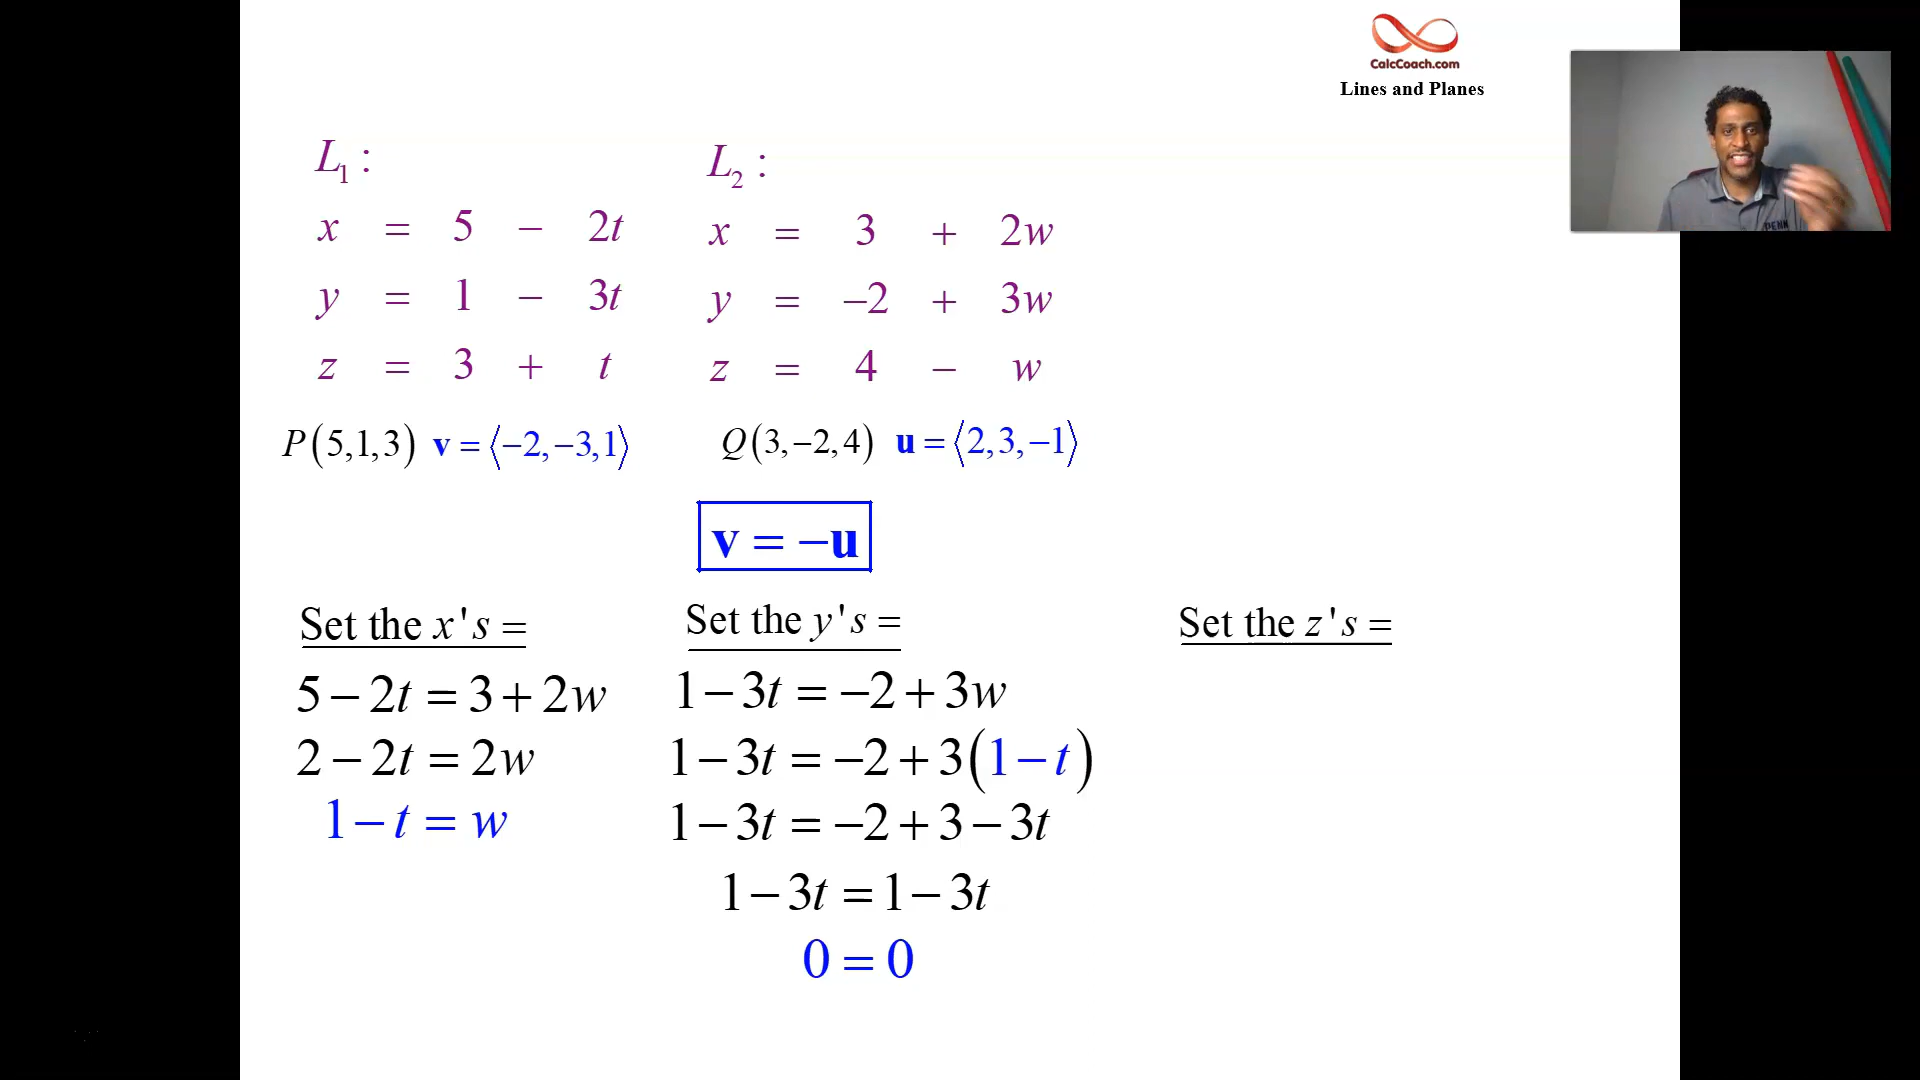 CalcCoach.com
Lines and Planes
L₁ :
x = 5 − 2t
y = 1 − 3t
z = 3 + t
P(5,1,3) v = ⟨−2,−3,1⟩
L₂ :
x = 3 + 2w
y = −2 + 3w
z = 4 − w
Q(3,−2,4) u = ⟨2,3,−1⟩
v = −u
Set the x's =
5 − 2t = 3 + 2w
2 − 2t = 2w
1 − t = w
Set the y's =
1 − 3t = −2 + 3w
1 − 3t = −2 + 3(1 − t)
1 − 3t = −2 + 3 − 3t
1 − 3t = 1 − 3t
0 = 0
Set the z's =
PENN